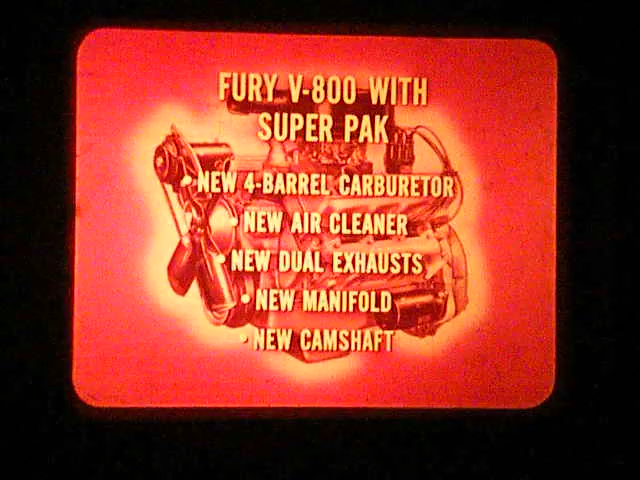 FURY V-800 WITH
SUPER PAK
• NEW 4-BARREL CARBURETOR
• NEW AIR CLEANER
• NEW DUAL EXHAUSTS
• NEW MANIFOLD
• NEW CAMSHAFT